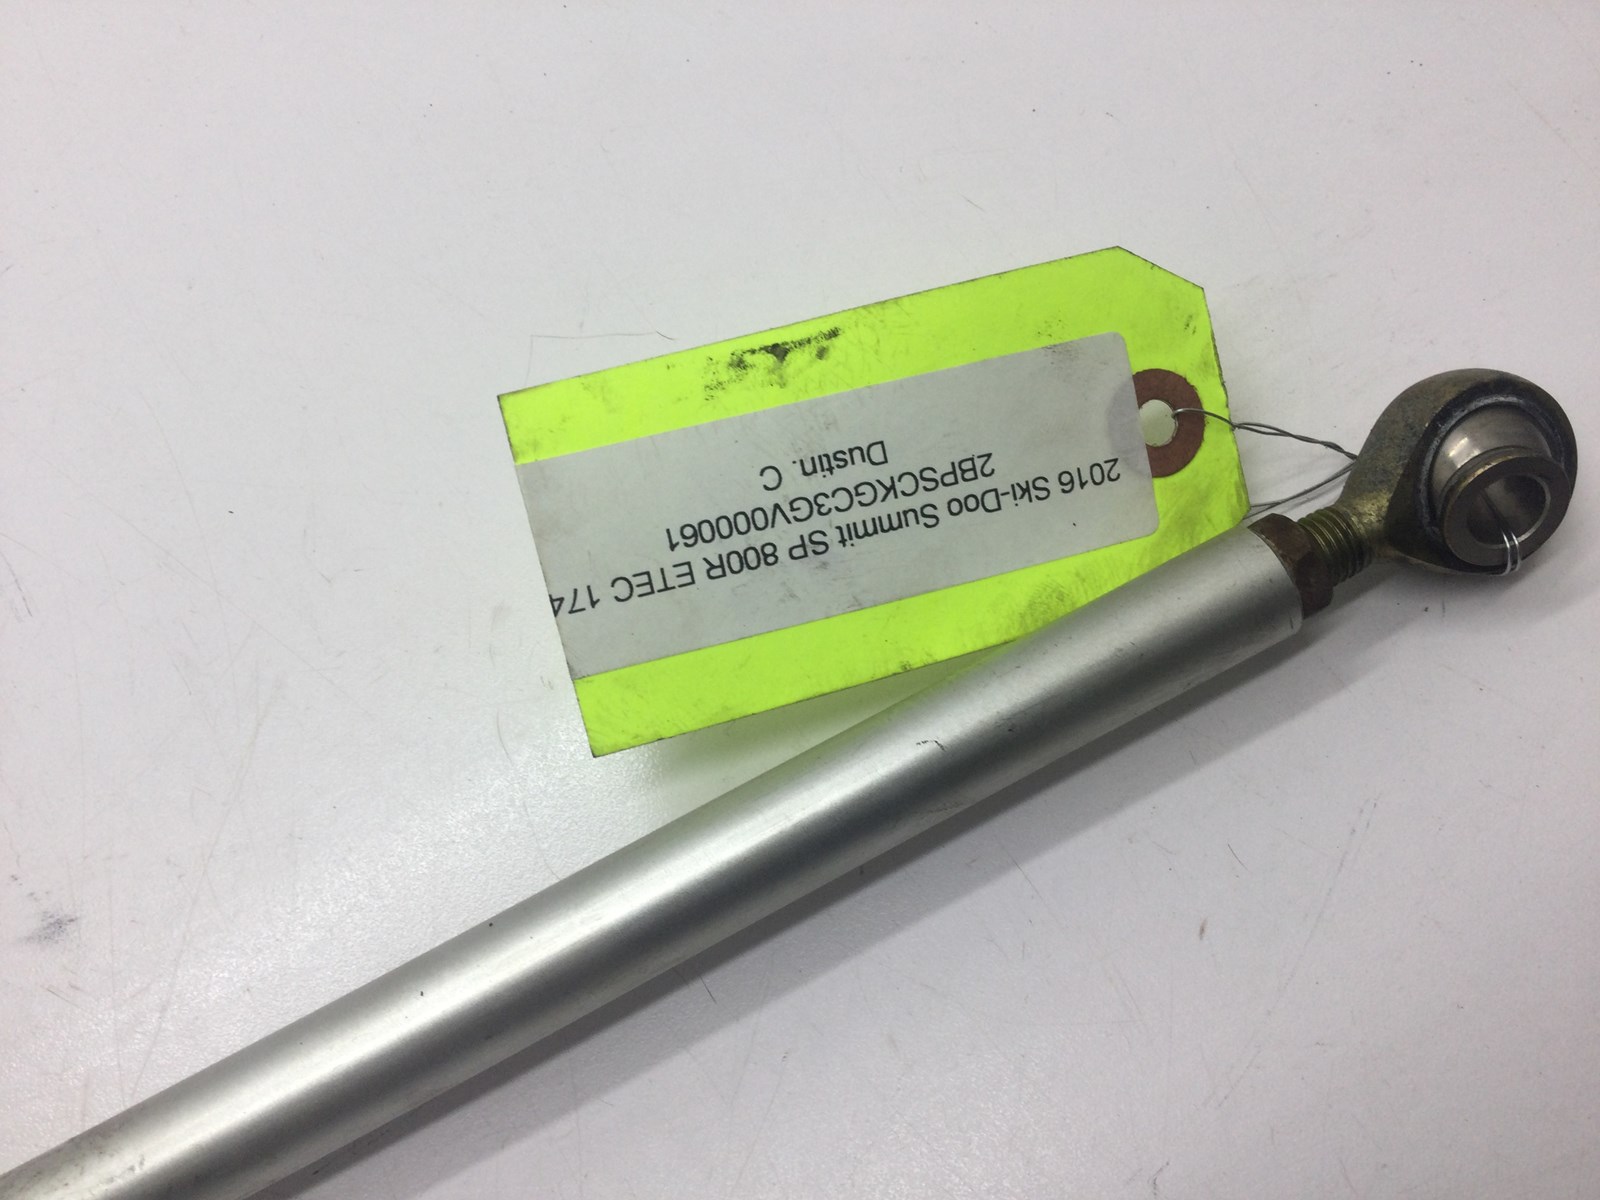 2016 Ski-Doo Summit SP 800R ETEC 174
2BPSCKGC3GV000061
Dustin. C